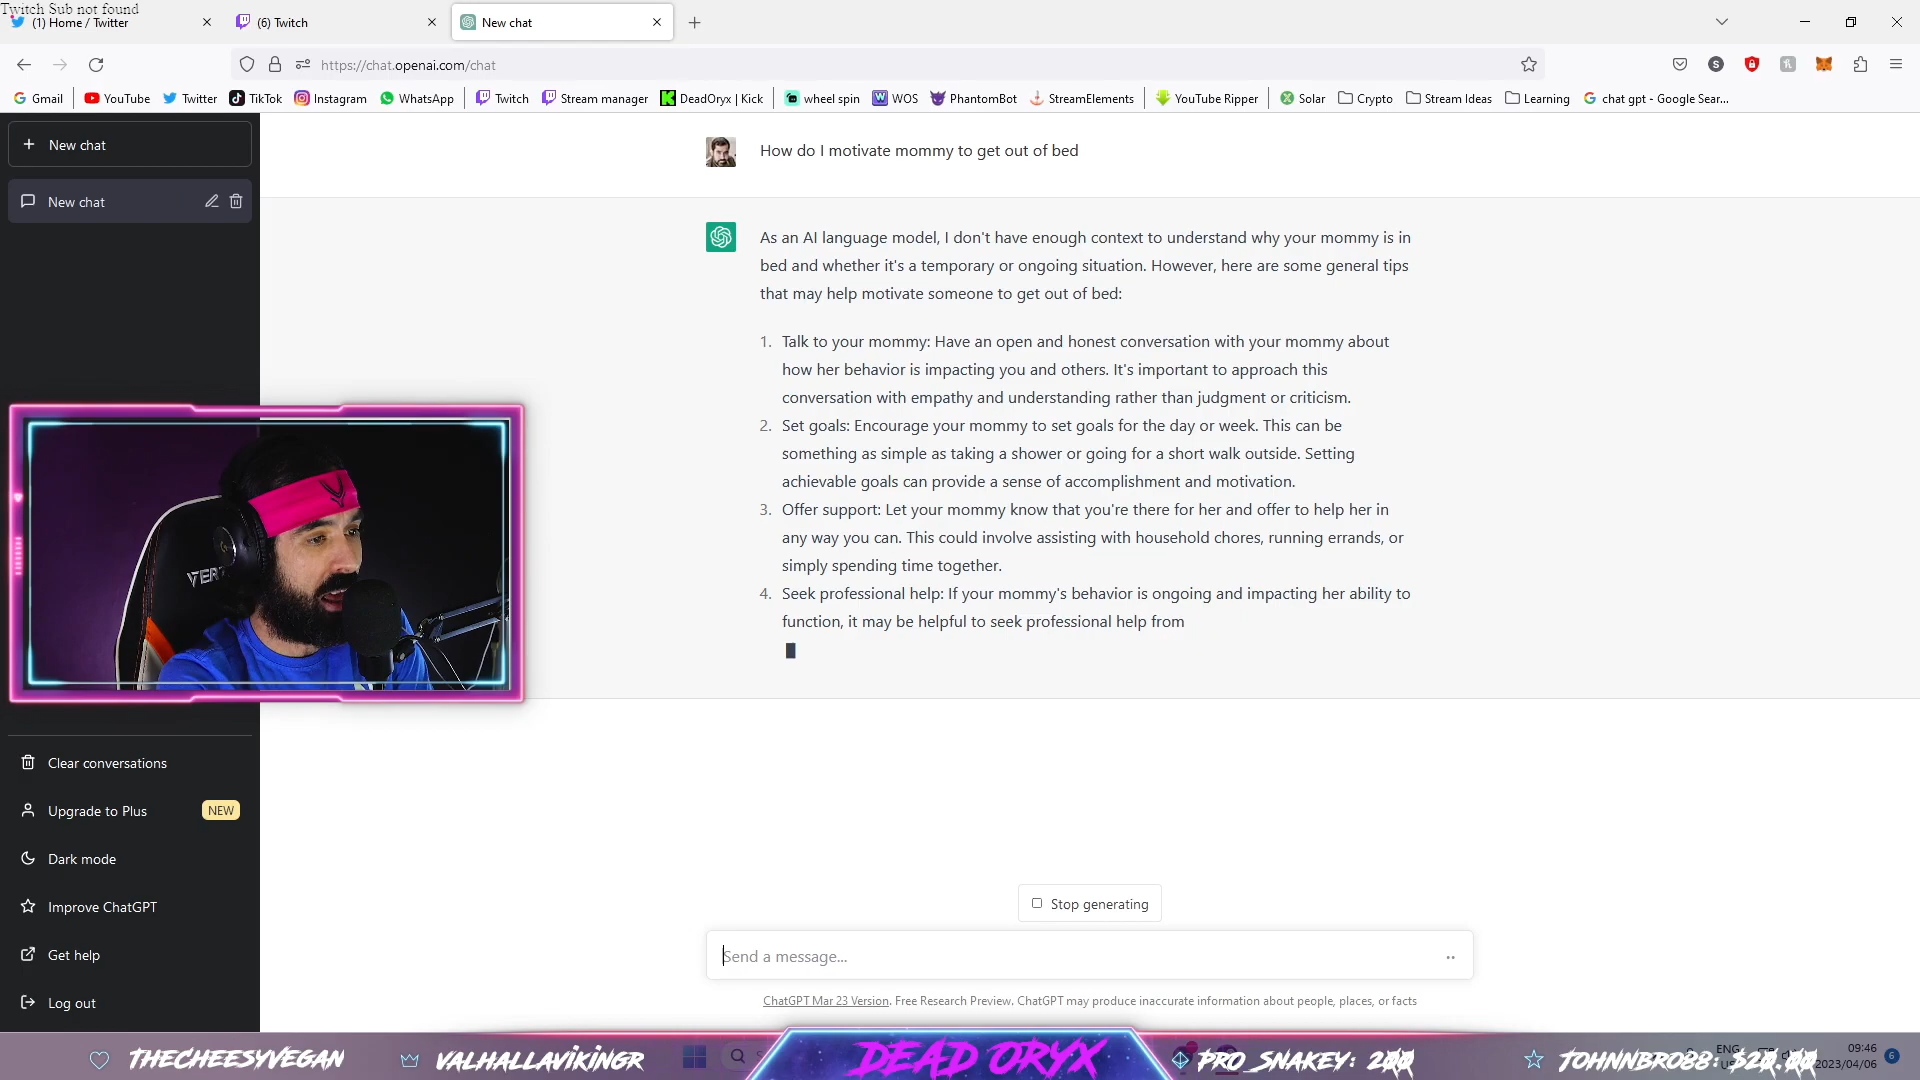 Twitch Sub not found
(1) Home / Twitter
(6) Twitch
New chat
https://chat.openai.com/chat
Gmail
YouTube
Twitter
TikTok
Instagram
WhatsApp
Twitch
Stream manager
DeadOryx | Kick
wheel spin
WOS
PhantomBot
StreamElements
YouTube Ripper
Solar
Crypto
Stream Ideas
Learning
chat gpt - Google Sear...
New chat
New chat
How do I motivate mommy to get out of bed
As an AI language model, I don't have enough context to understand why your mommy is in
bed and whether it's a temporary or ongoing situation. However, here are some general tips
that may help motivate someone to get out of bed:
1. Talk to your mommy: Have an open and honest conversation with your mommy about
how her behavior is impacting you and others. It's important to approach this
conversation with empathy and understanding rather than judgment or criticism.
2. Set goals: Encourage your mommy to set goals for the day or week. This can be
something as simple as taking a shower or going for a short walk outside. Setting
achievable goals can provide a sense of accomplishment and motivation.
3. Offer support: Let your mommy know that you're there for her and offer to help her in
any way you can. This could involve assisting with household chores, running errands, or
simply spending time together.
4. Seek professional help: If your mommy's behavior is ongoing and impacting her ability to
function, it may be helpful to seek professional help from
Clear conversations
Upgrade to Plus
NEW
Dark mode
Improve ChatGPT
Get help
Log out
Stop generating
Send a message...
ChatGPT Mar 23 Version. Free Research Preview. ChatGPT may produce inaccurate information about people, places, or facts
THECHEESYVEGAN
VALHALLAVIKINGR
DEAD ORYX
PRO_SNAKEY: 200
JOHNNBRO88: $20.00
ENG
09:46
2023/04/06
6